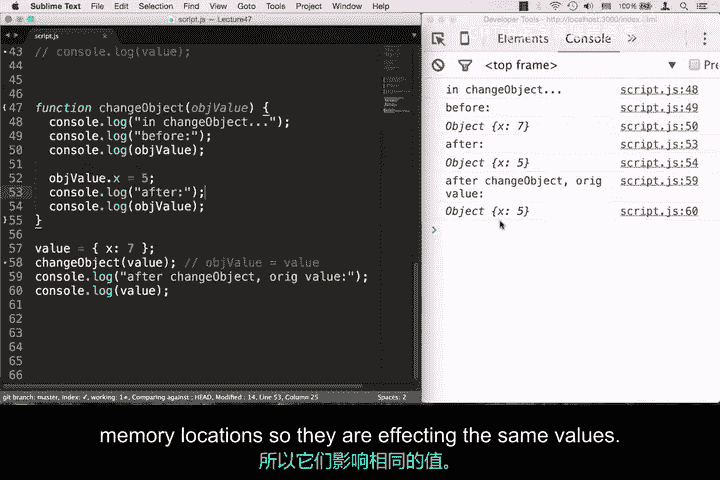 Sublime Text File Edit Selection Find View Goto Tools Project Window Help
100%
script.js — Lecture47
Developer Tools - http://localhost:3000/index.html
script.js
Elements Console
<top frame> Pre
43 // console.log(value);
44
45
46
47 function changeObject(objValue) {
48 console.log("in changeObject...");
49 console.log("before:");
50 console.log(objValue);
51
52 objValue.x = 5;
53 console.log("after:");
54 console.log(objValue);
55 }
56
57 value = { x: 7 };
58 changeObject(value); // objValue = value
59 console.log("after changeObject, orig value:");
60 console.log(value);
61
62
63
64
65
66
in changeObject... script.js:48
before: script.js:49
Object {x: 7} script.js:50
after: script.js:53
Object {x: 5} script.js:54
after changeObject, orig script.js:59
value:
Object {x: 5} script.js:60
git branch: master, index: ✓, working: 1≠, Comparing against : HEAD, Modified : 14, Line 53, Column 25 Spaces: 2
memory locations so they are effecting the same values.
所以它们影响相同的值。